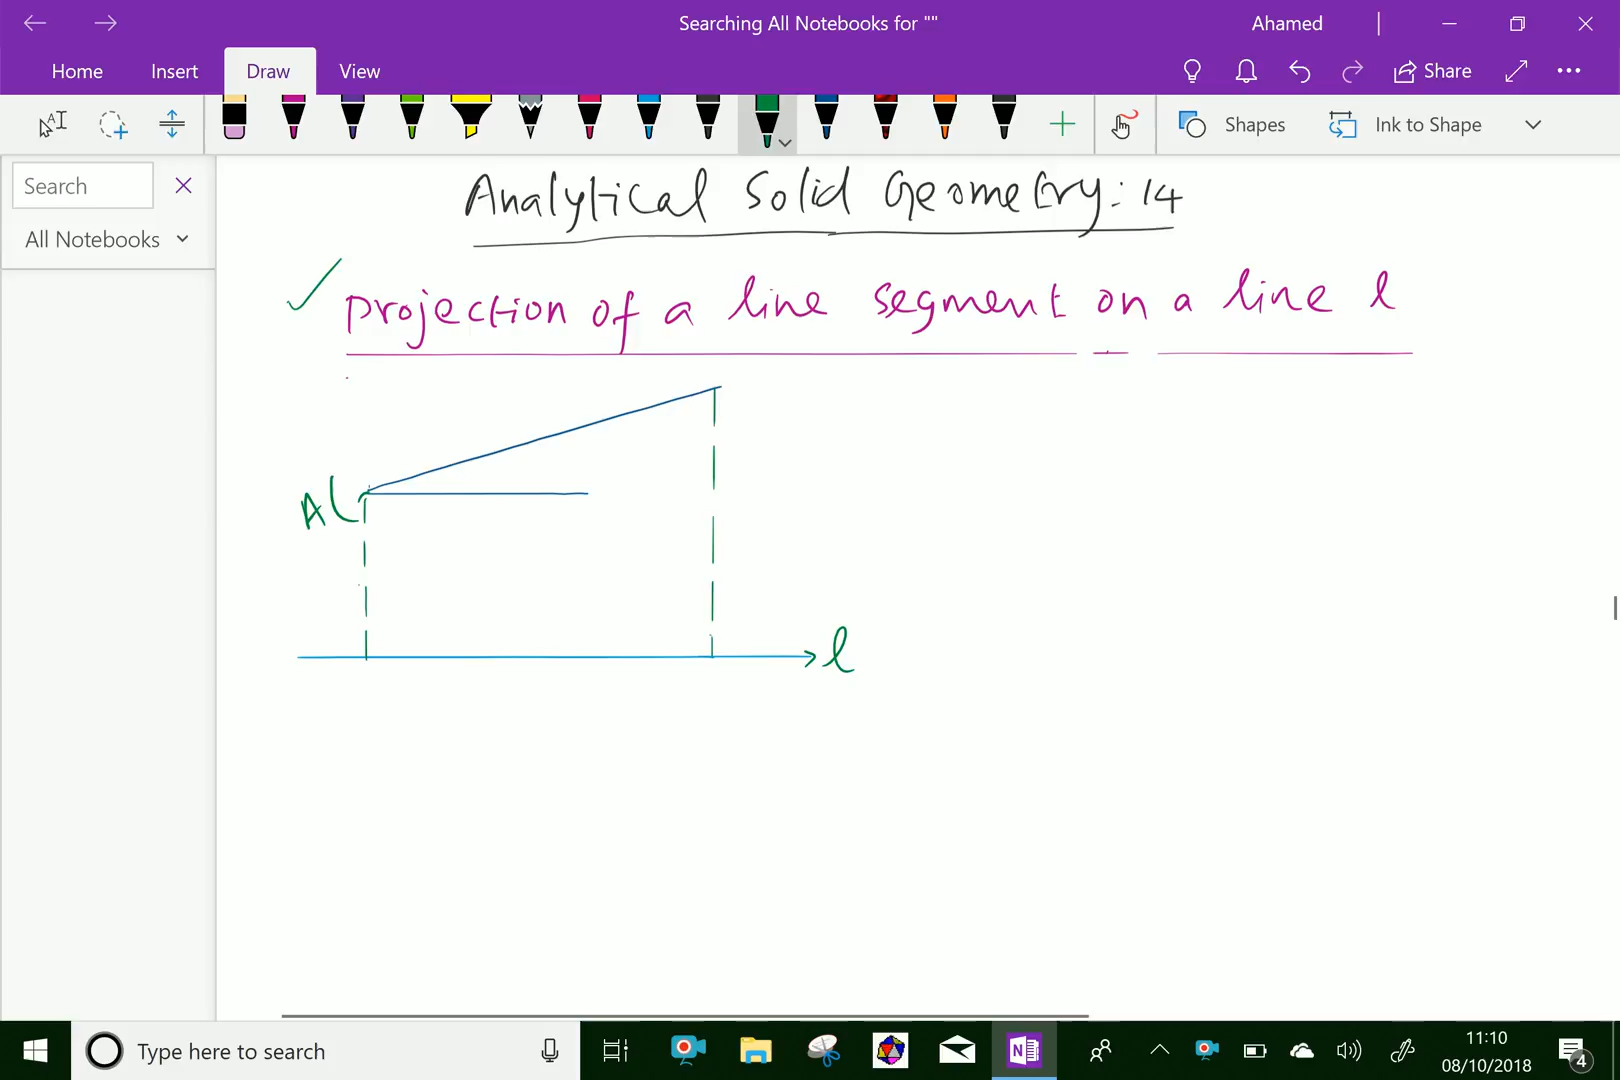 Searching All Notebooks for ""
Ahamed
Home
Insert
Draw
View
Share
Shapes
Ink to Shape
Search
All Notebooks
Analytical Solid Geometry: 14
Projection of a line segment on a line l
A(
l
Type here to search
11:10
08/10/2018
4